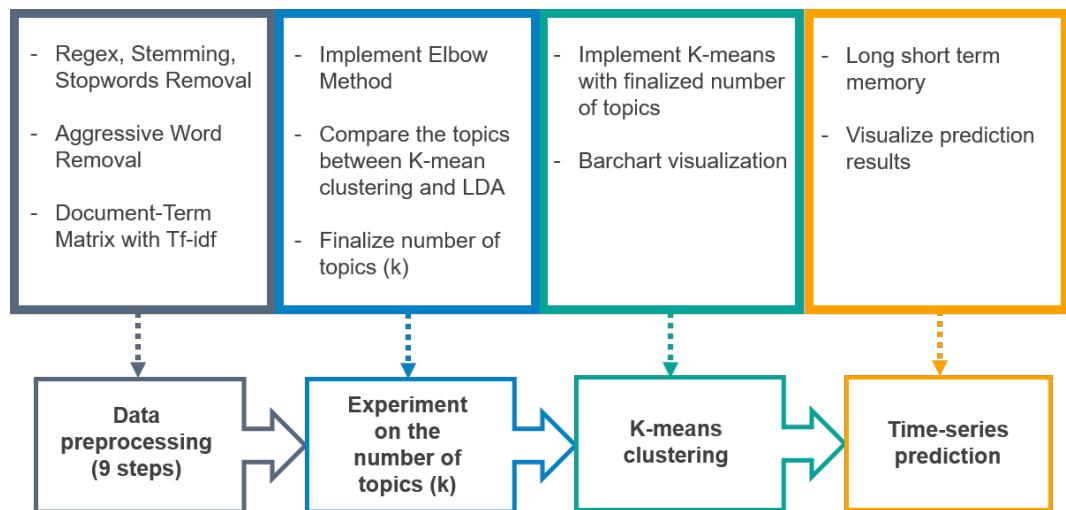 - Regex, Stemming,
Stopwords Removal
- Aggressive Word
Removal
- Document-Term
Matrix with Tf-idf
- Implement Elbow
Method
- Compare the topics
between K-mean
clustering and LDA
- Finalize number of
topics (k)
- Implement K-means
with finalized number
of topics
- Barchart visualization
- Long short term
memory
- Visualize prediction
results
Data
preprocessing
(9 steps)
Experiment
on the
number of
topics (k)
K-means
clustering
Time-series
prediction